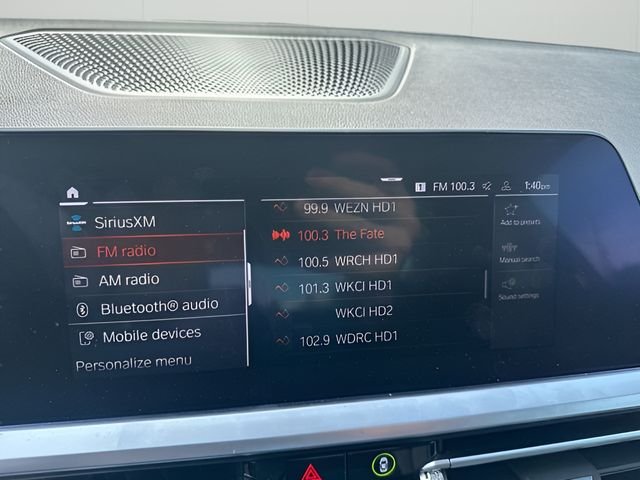 1 FM 100.3 1:40pm
SiriusXM
FM radio
AM radio
Bluetooth® audio
Mobile devices
Personalize menu
99.9 WEZN HD1
100.3 The Fate
100.5 WRCH HD1
101.3 WKCI HD1
WKCI HD2
102.9 WDRC HD1
Add to presets
Manual search
Sound settings